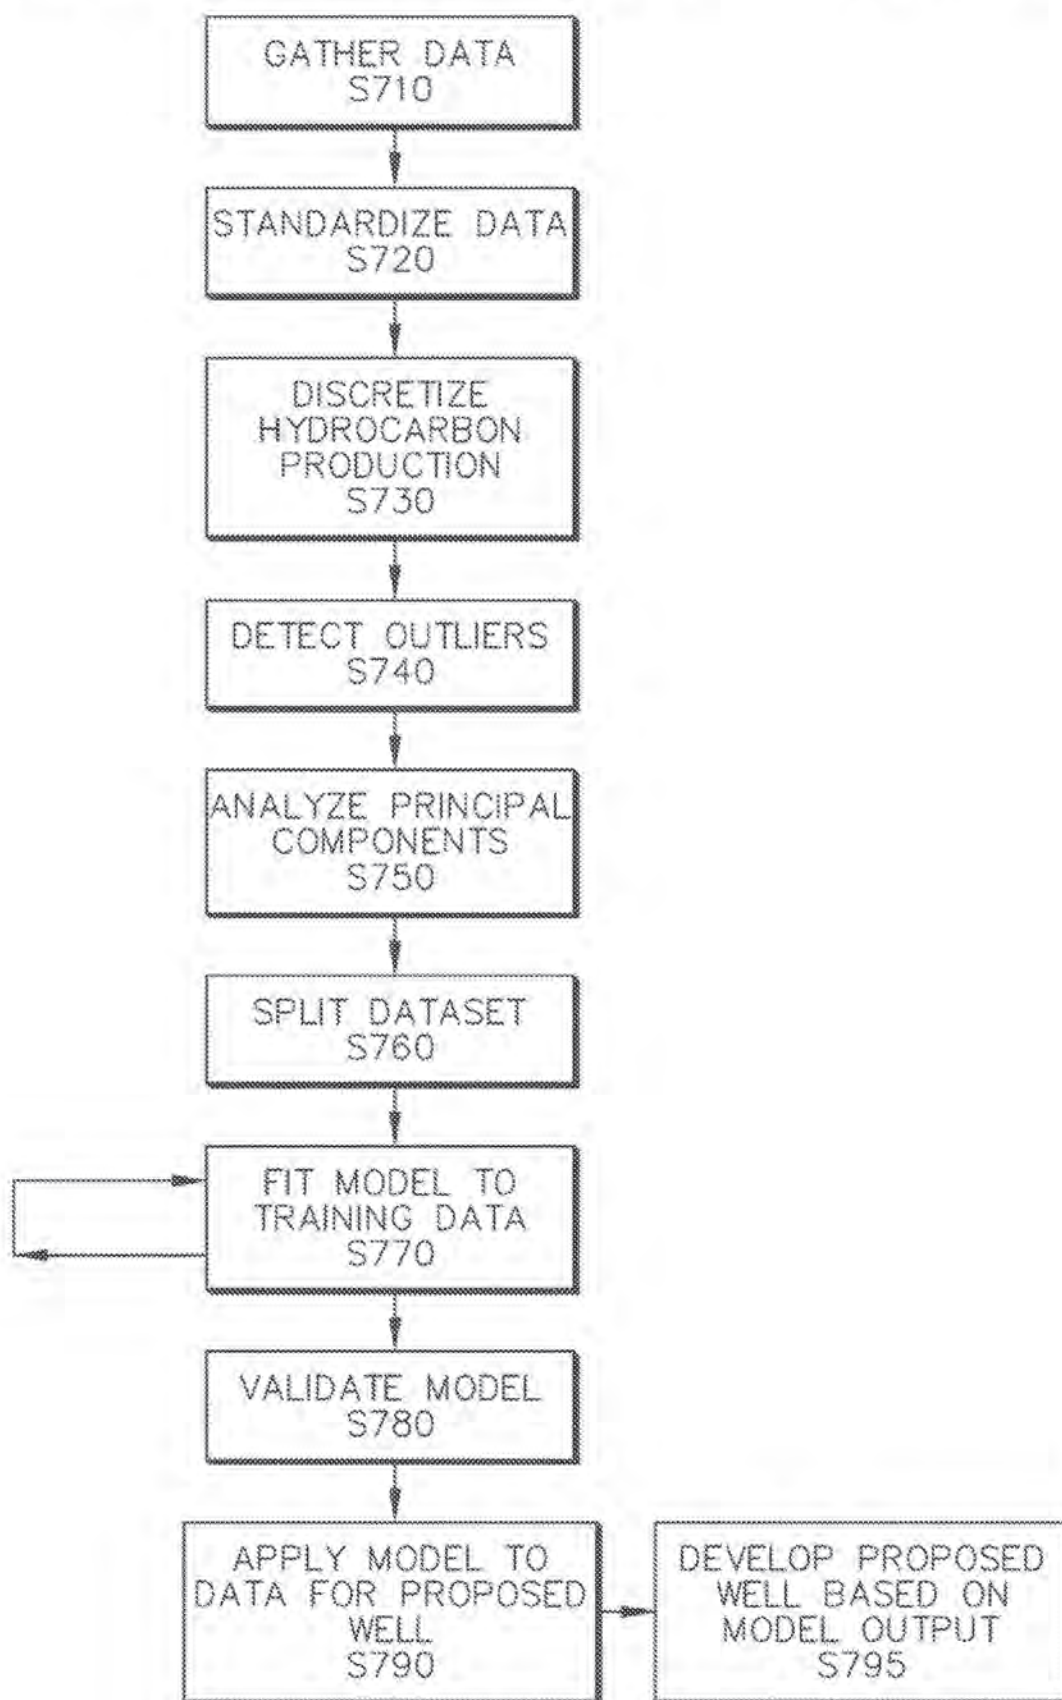 GATHER DATA
S710
STANDARDIZE DATA
S720
DISCRETIZE
HYDROCARBON
PRODUCTION
S730
DETECT OUTLIERS
S740
ANALYZE PRINCIPAL
COMPONENTS
S750
SPLIT DATASET
S760
FIT MODEL TO
TRAINING DATA
S770
VALIDATE MODEL
S780
APPLY MODEL TO
DATA FOR PROPOSED
WELL
S790
DEVELOP PROPOSED
WELL BASED ON
MODEL OUTPUT
S795